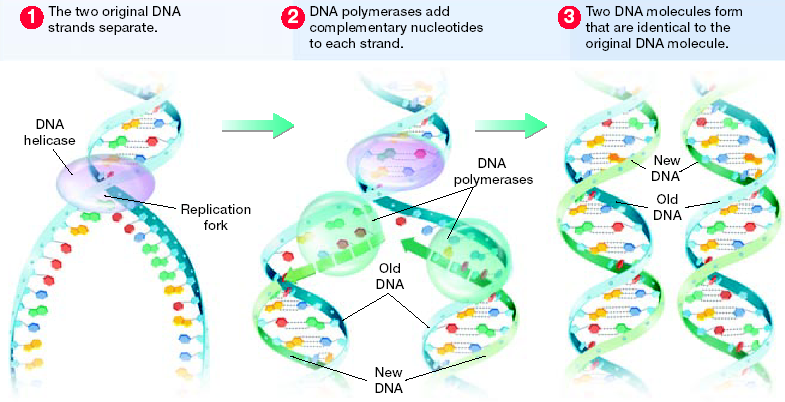 1 The two original DNA
strands separate.
2 DNA polymerases add
complementary nucleotides
to each strand.
3 Two DNA molecules form
that are identical to the
original DNA molecule.
DNA
helicase
Replication
fork
DNA
polymerases
Old
DNA
New
DNA
New
DNA
Old
DNA